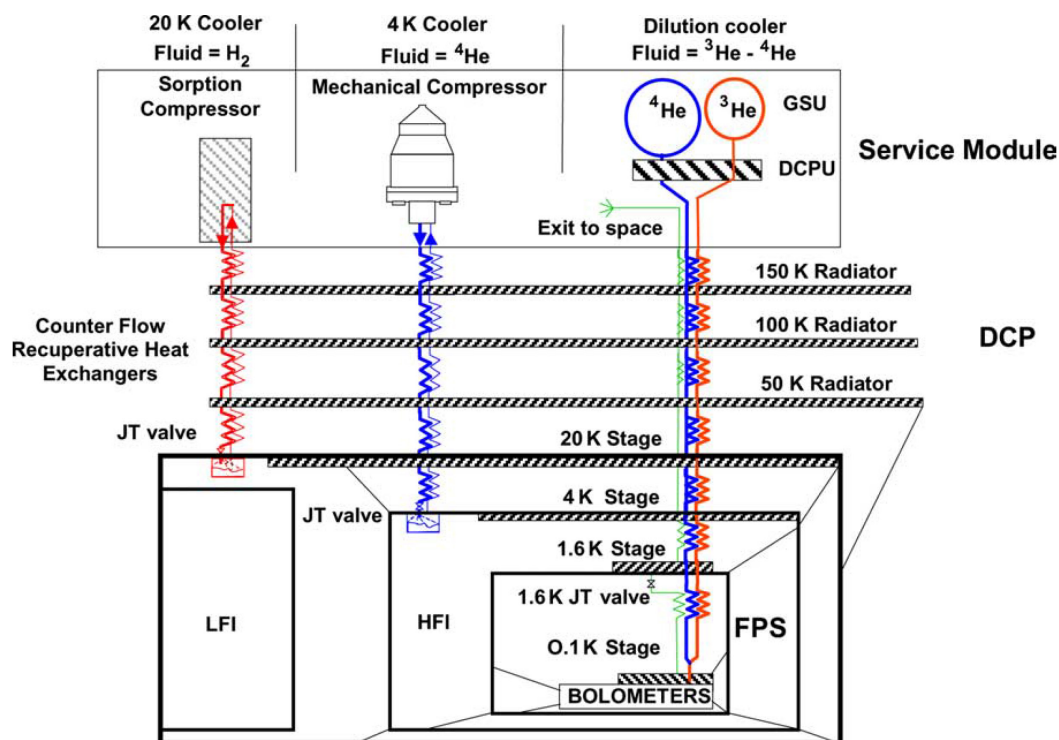 20 K Cooler
Fluid = H₂
4 K Cooler
Fluid = ⁴He
Dilution cooler
Fluid = ³He - ⁴He
Sorption
Compressor
Mechanical Compressor
⁴He
³He
GSU
DCPU
Service Module
Exit to space
150 K Radiator
Counter Flow
Recuperative Heat
Exchangers
100 K Radiator
DCP
50 K Radiator
JT valve
20 K Stage
4 K Stage
JT valve
1.6 K Stage
1.6 K JT valve
LFI
HFI
FPS
O.1 K Stage
BOLOMETERS